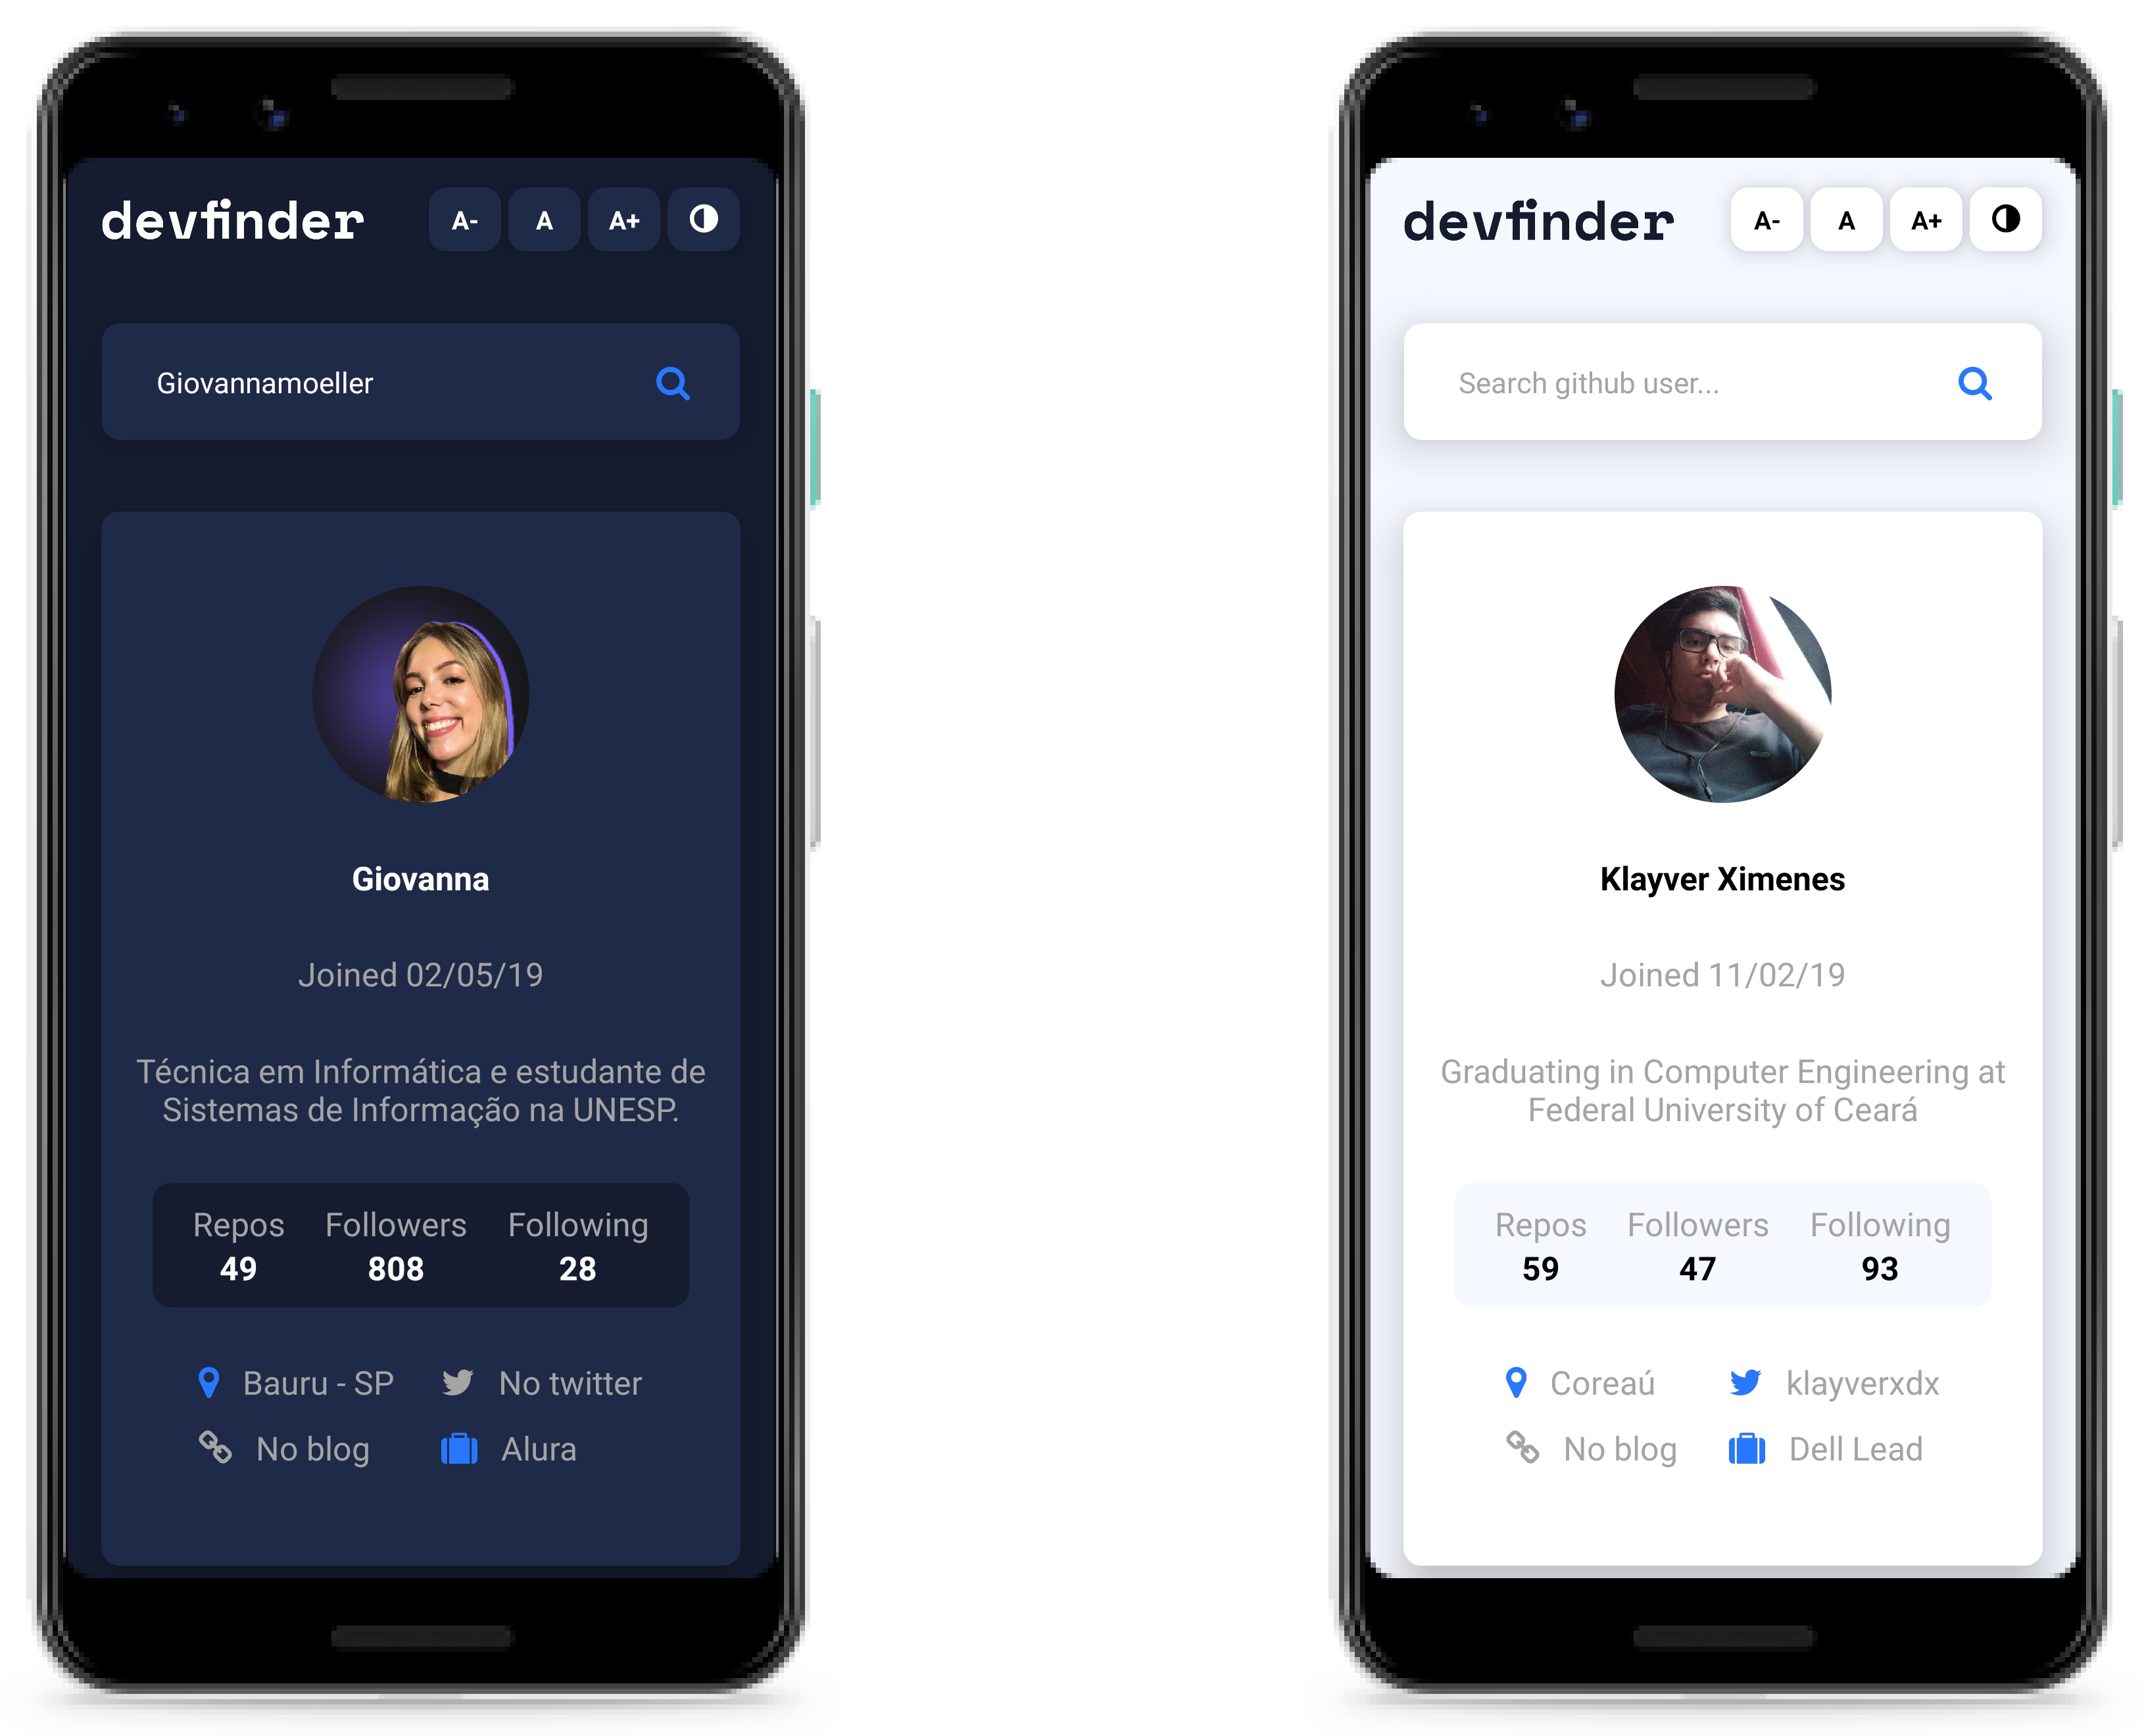 devfinder
A-
A
A+
Giovannamoeller
Giovanna
Joined 02/05/19
Técnica em Informática e estudante de
Sistemas de Informação na UNESP.
Repos Followers Following
49 808 28
Bauru - SP No twitter
No blog Alura
devfinder
A-
A
A+
Search github user...
Klayver Ximenes
Joined 11/02/19
Graduating in Computer Engineering at
Federal University of Ceará
Repos Followers Following
59 47 93
Coreaú klayverxdx
No blog Dell Lead